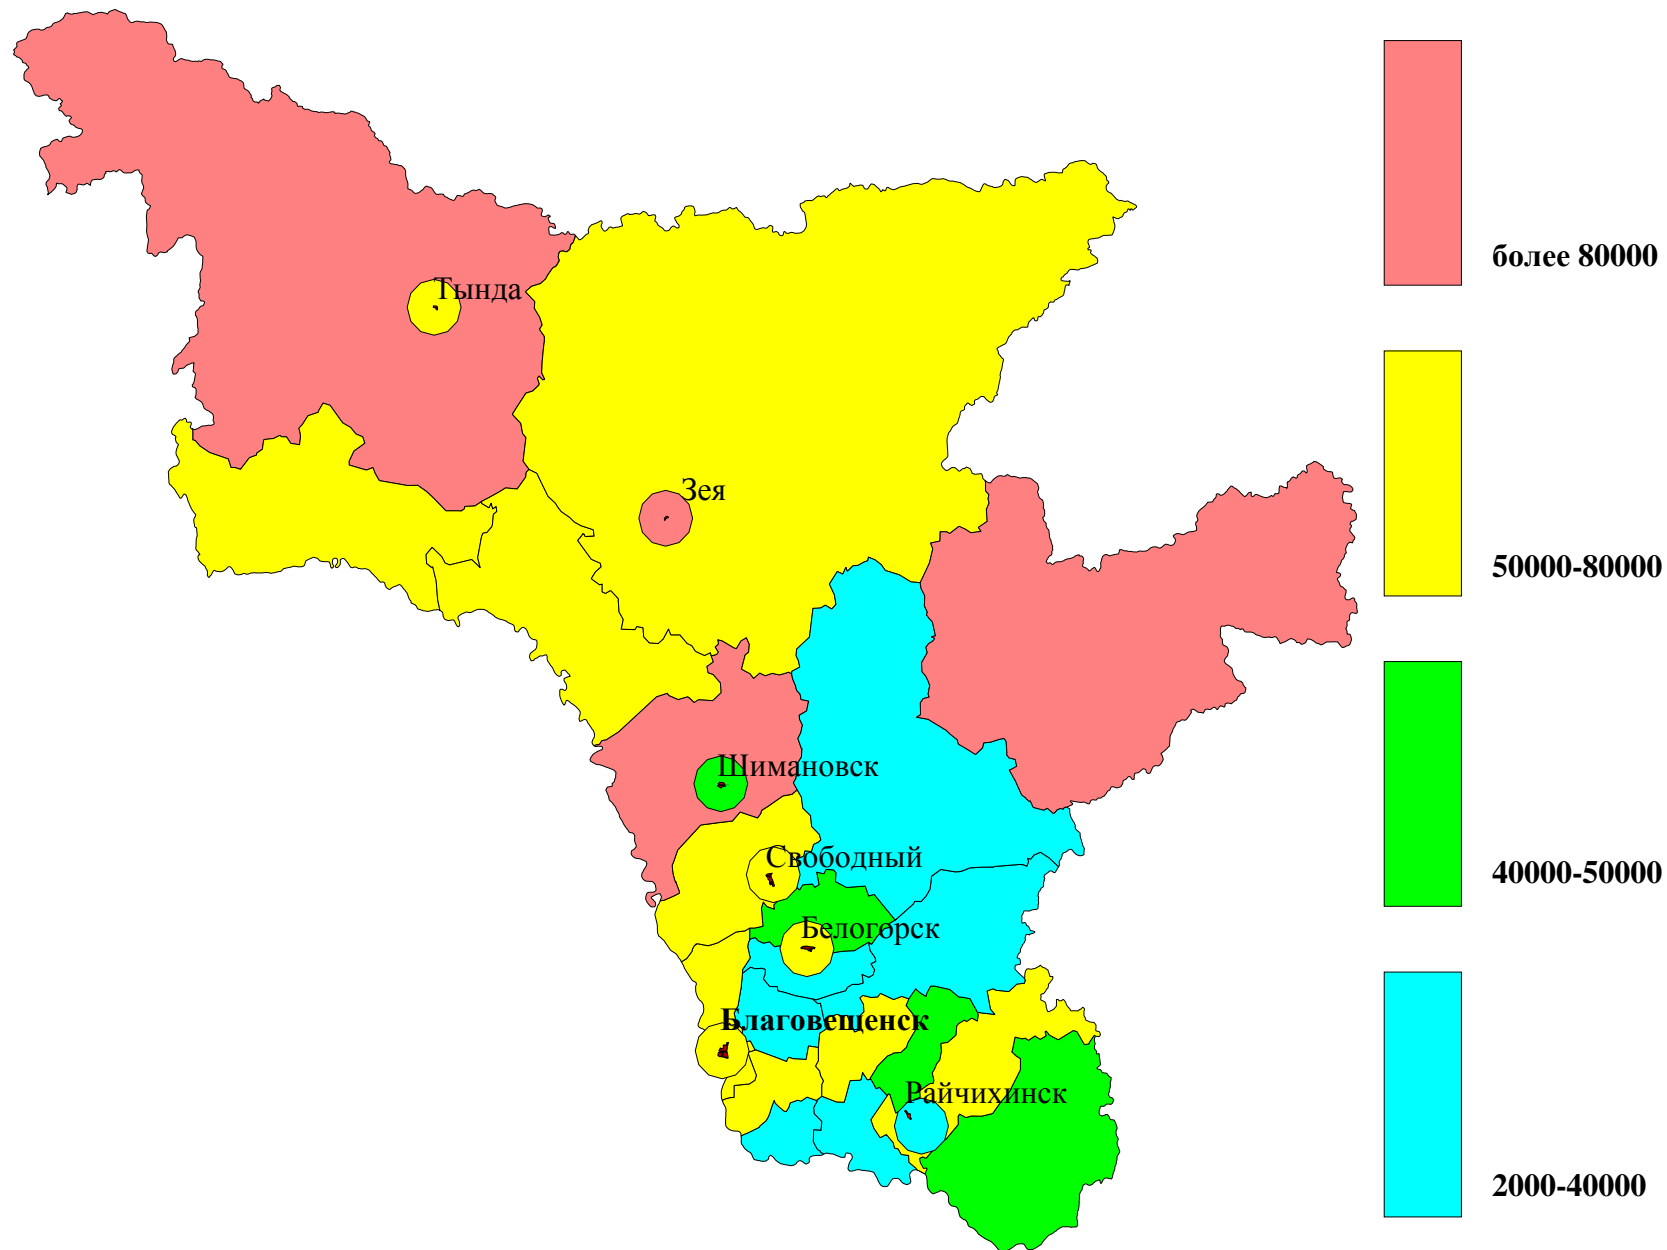 более 80000
Тында
Зея
50000-80000
Шимановск
Свободный
40000-50000
Белогорск
Благовещенск
Райчихинск
2000-40000